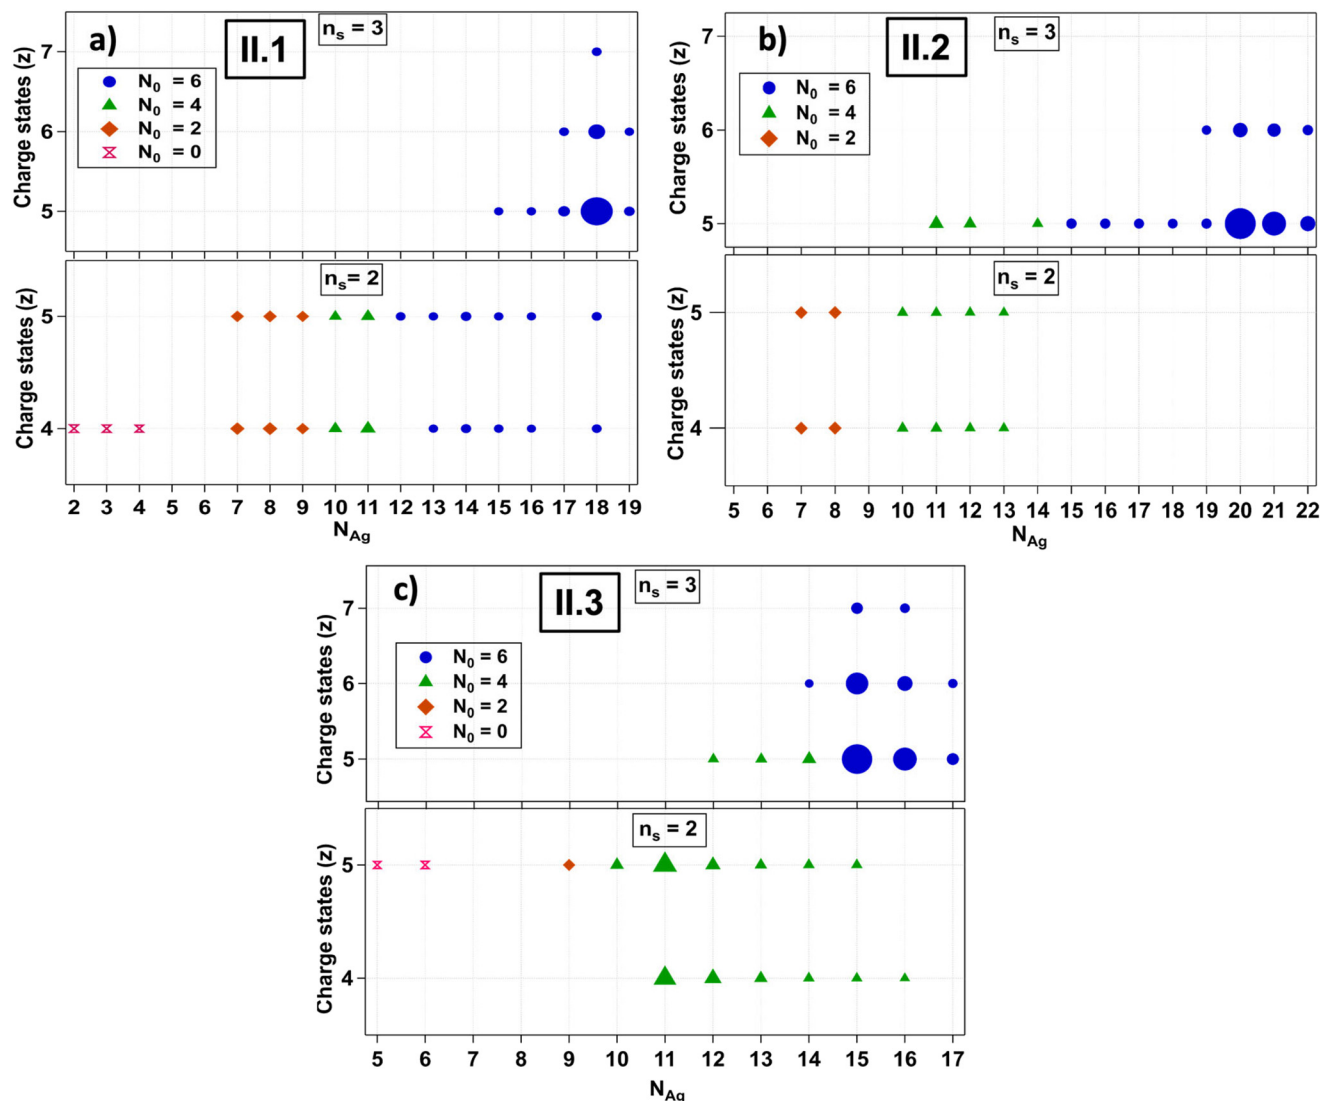 a)
II.1
nₛ = 3
Charge states (z)
7
6
5
N₀ = 6
N₀ = 4
N₀ = 2
N₀ = 0
nₛ= 2
Charge states (z)
5
4
2 3 4 5 6 7 8 9 10 11 12 13 14 15 16 17 18 19
N_Ag
b)
II.2
nₛ = 3
Charge states (z)
7
6
5
N₀ = 6
N₀ = 4
N₀ = 2
nₛ = 2
Charge states (z)
5
4
5 6 7 8 9 10 11 12 13 14 15 16 17 18 19 20 21 22
N_Ag
c)
II.3
nₛ = 3
Charge states (z)
7
6
5
N₀ = 6
N₀ = 4
N₀ = 2
N₀ = 0
nₛ = 2
Charge states (z)
5
4
5 6 7 8 9 10 11 12 13 14 15 16 17
N_Ag